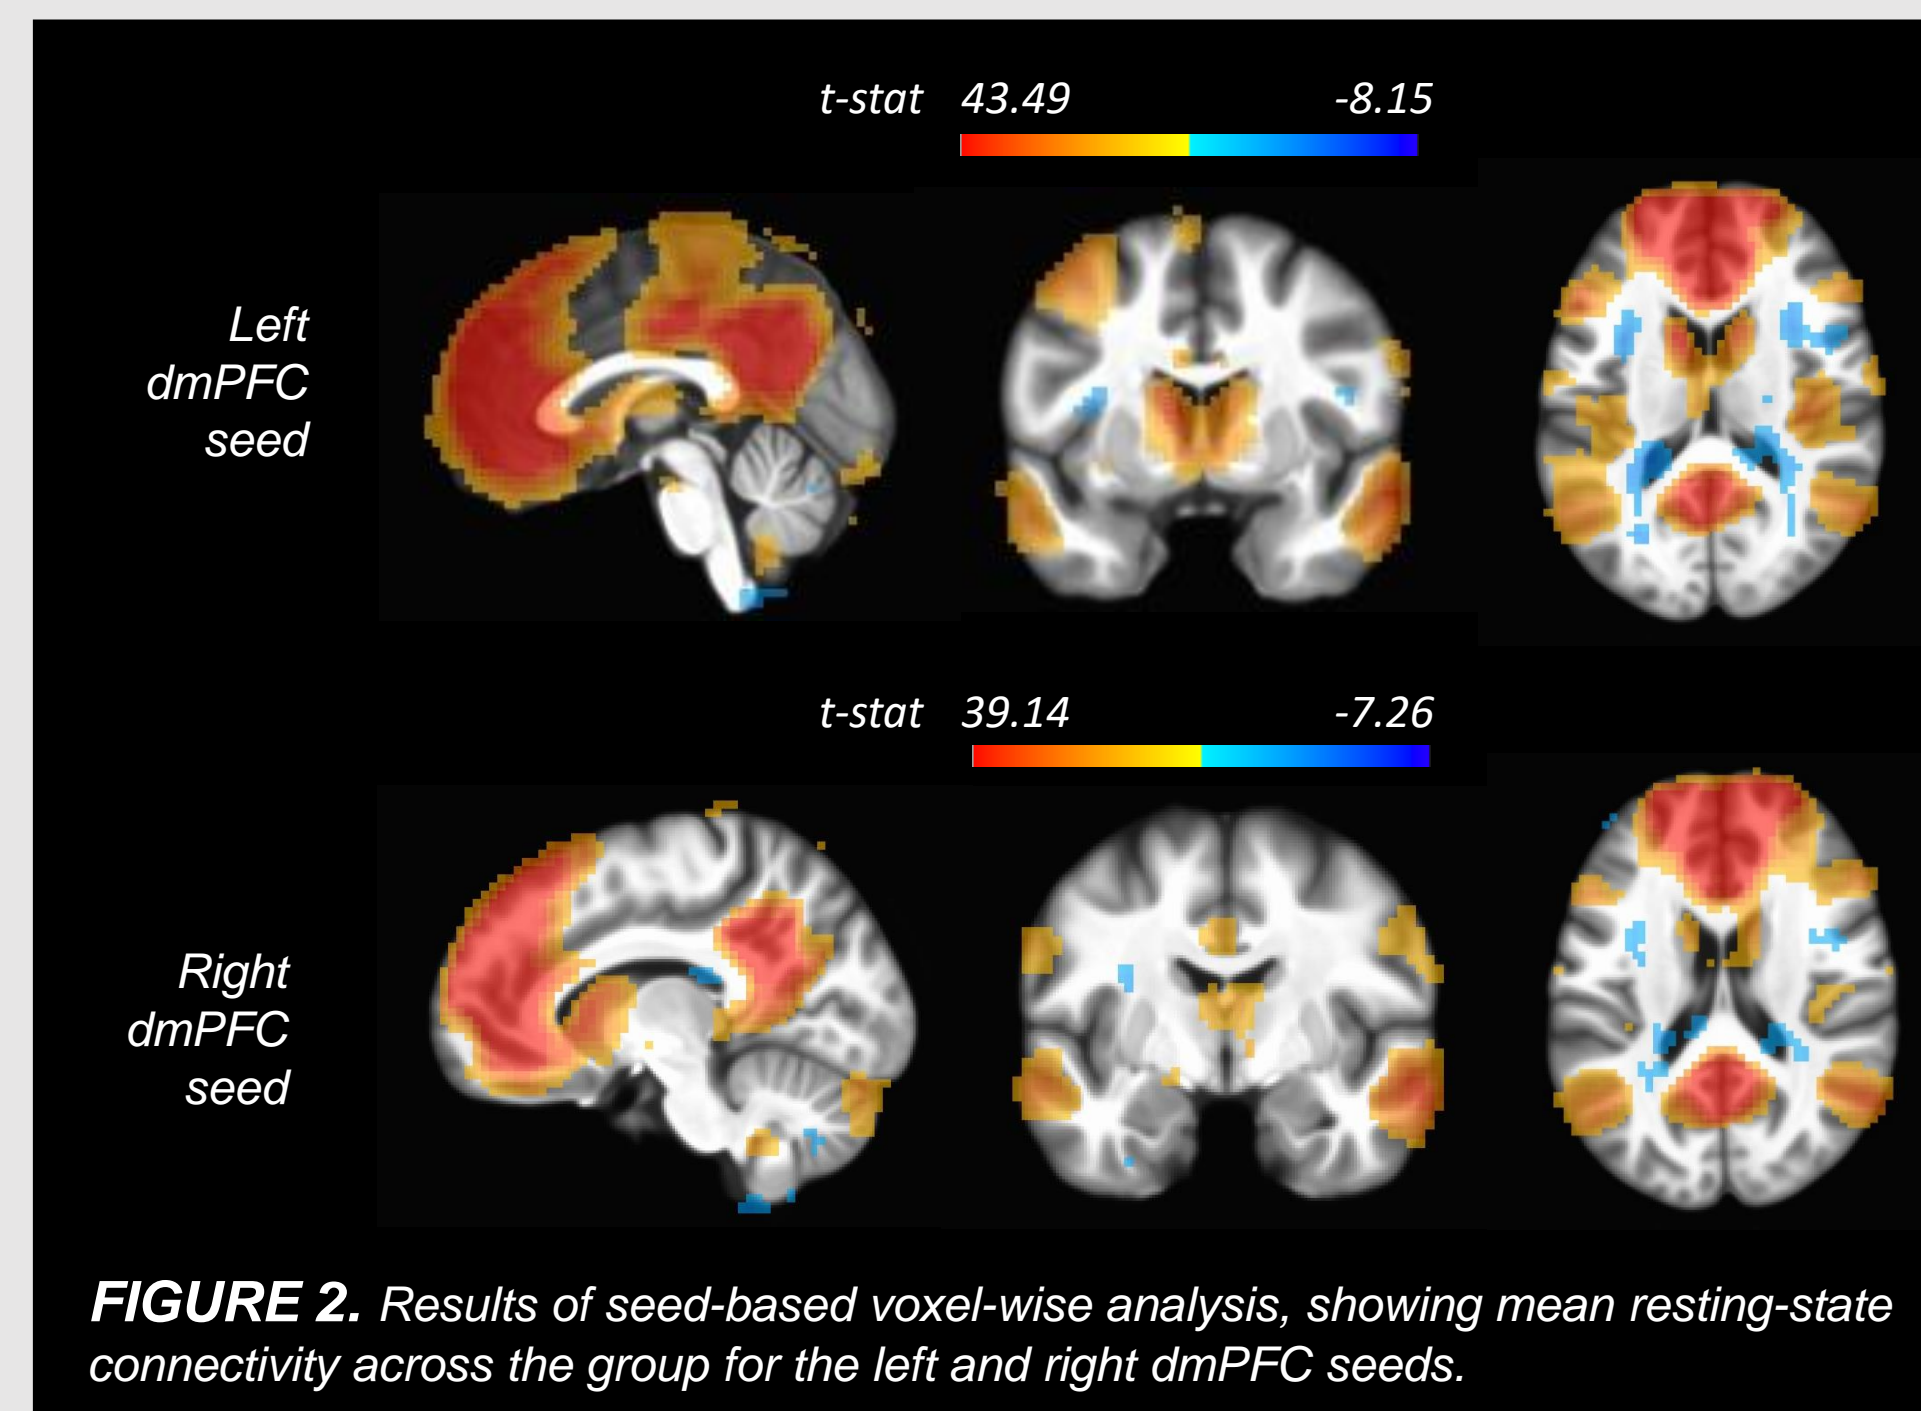 t-stat 43.49 -8.15
Left
dmPFC
seed
t-stat 39.14 -7.26
Right
dmPFC
seed
FIGURE 2. Results of seed-based voxel-wise analysis, showing mean resting-state
connectivity across the group for the left and right dmPFC seeds.